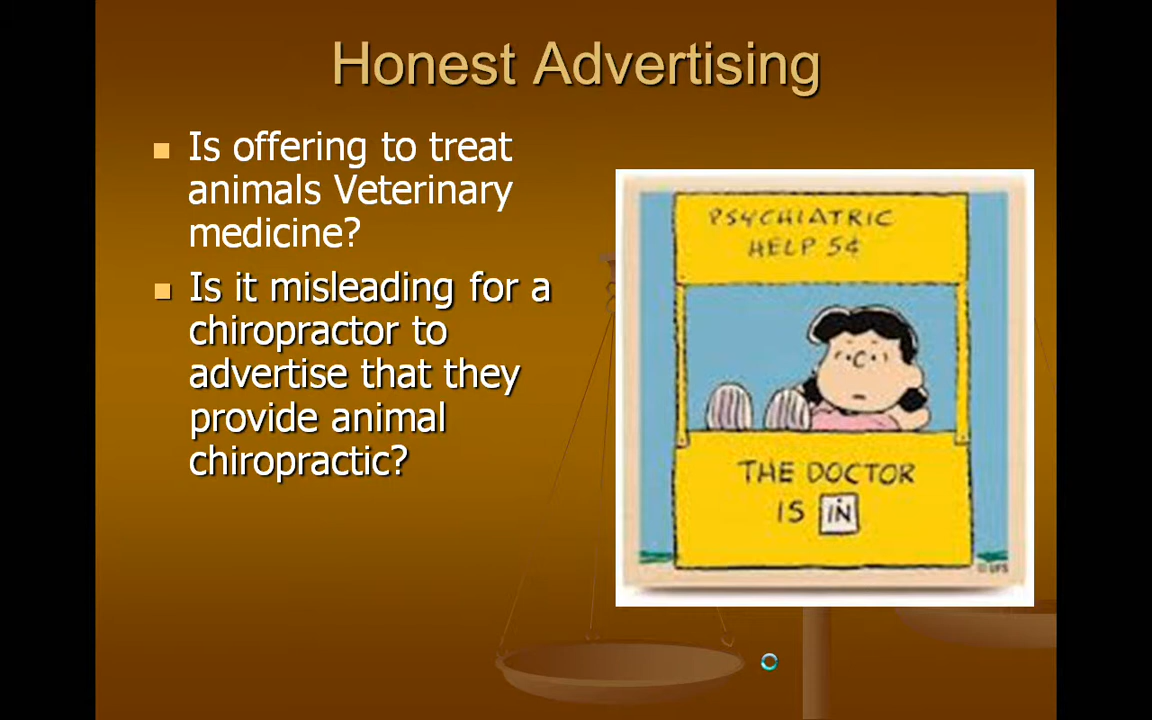 Honest Advertising
Is offering to treat
animals Veterinary
medicine?
Is it misleading for a
chiropractor to
advertise that they
provide animal
chiropractic?
PSYCHIATRIC
HELP 5¢
THE DOCTOR
IS IN
© UFS